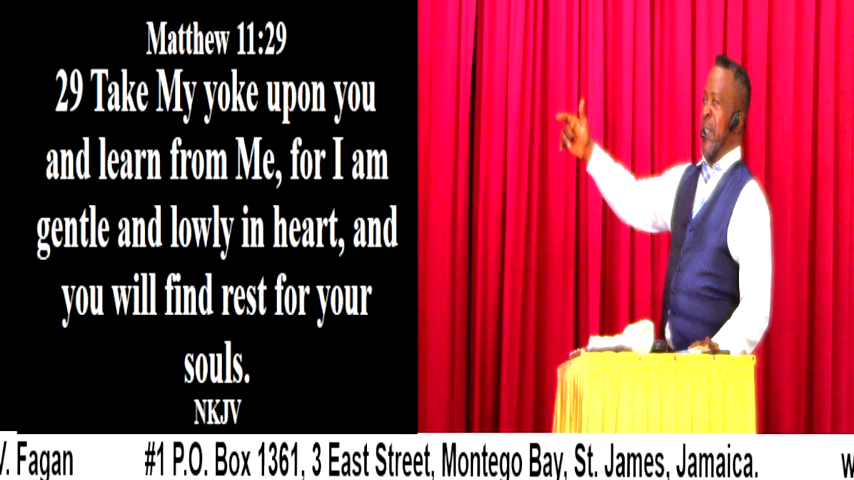 Matthew 11:29
29 Take My yoke upon you
and learn from Me, for I am
gentle and lowly in heart, and
you will find rest for your
souls.
NKJV
. Fagan #1 P.O. Box 1361, 3 East Street, Montego Bay, St. James, Jamaica. w